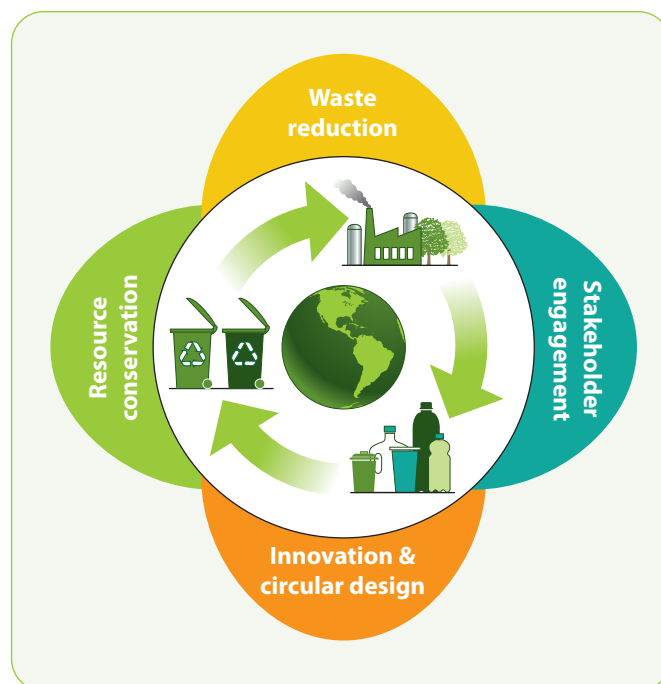 Waste
reduction
Stakeholder
engagement
Innovation &
circular design
Resource
conservation